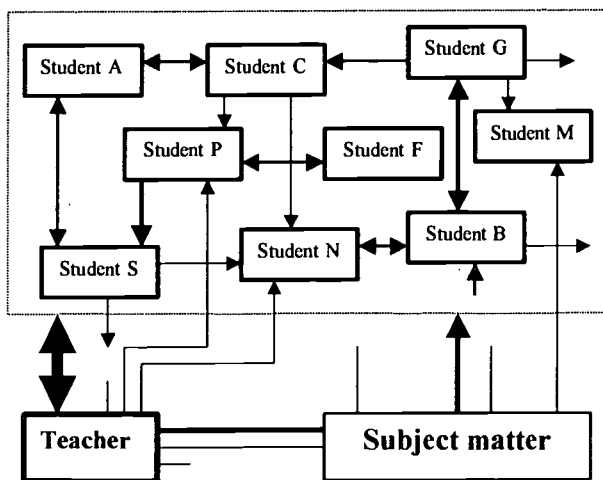 Student G
Student A
Student C
Student P
Student F
Student M
Student B
Student N
Student S
Teacher
Subject matter